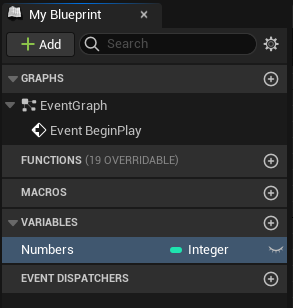 My Blueprint
Add
Search
GRAPHS
EventGraph
Event BeginPlay
FUNCTIONS (19 OVERRIDABLE)
MACROS
VARIABLES
Numbers Integer
EVENT DISPATCHERS